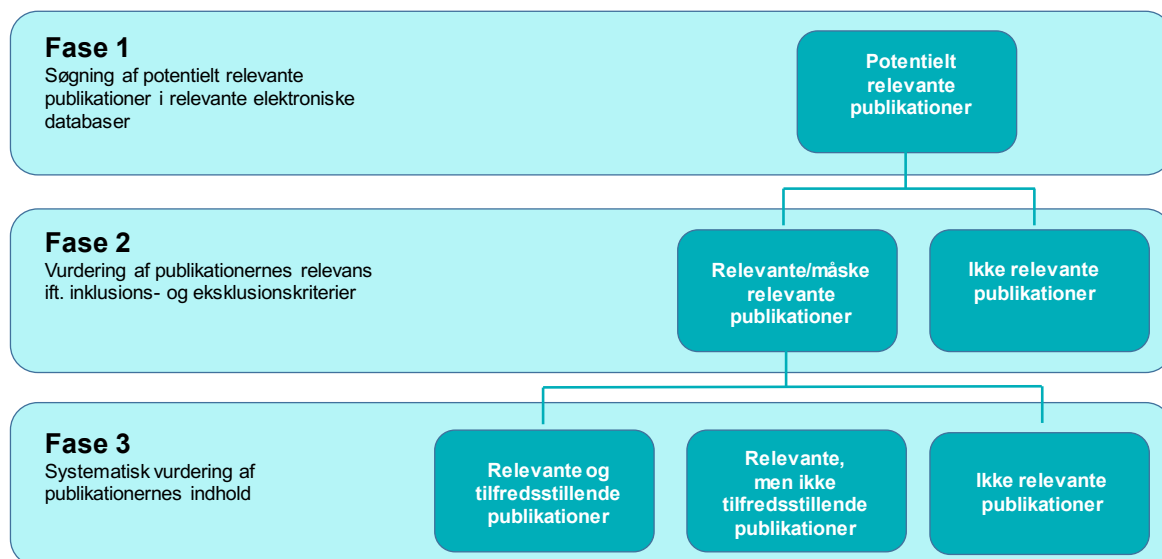 Fase 1
Søgning af potentielt relevante
publikationer i relevante elektroniske
databaser
Potentielt
relevante
publikationer
Fase 2
Vurdering af publikationernes relevans
ift. inklusions- og eksklusionskriterier
Relevante/måske
relevante
publikationer
Ikke relevante
publikationer
Fase 3
Systematisk vurdering af
publikationernes indhold
Relevante og
tilfredsstillende
publikationer
Relevante,
men ikke
tilfredsstillende
publikationer
Ikke relevante
publikationer